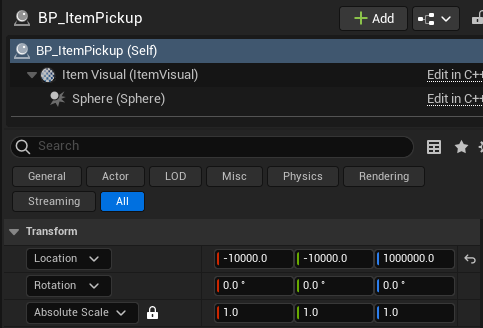 BP_ItemPickup
+ Add
BP_ItemPickup (Self)
Item Visual (ItemVisual) Edit in C++
Sphere (Sphere) Edit in C++
Search
General Actor LOD Misc Physics Rendering
Streaming All
Transform
Location -10000.0 -10000.0 1000000.0
Rotation 0.0 ° 0.0 ° 0.0 °
Absolute Scale 1.0 1.0 1.0